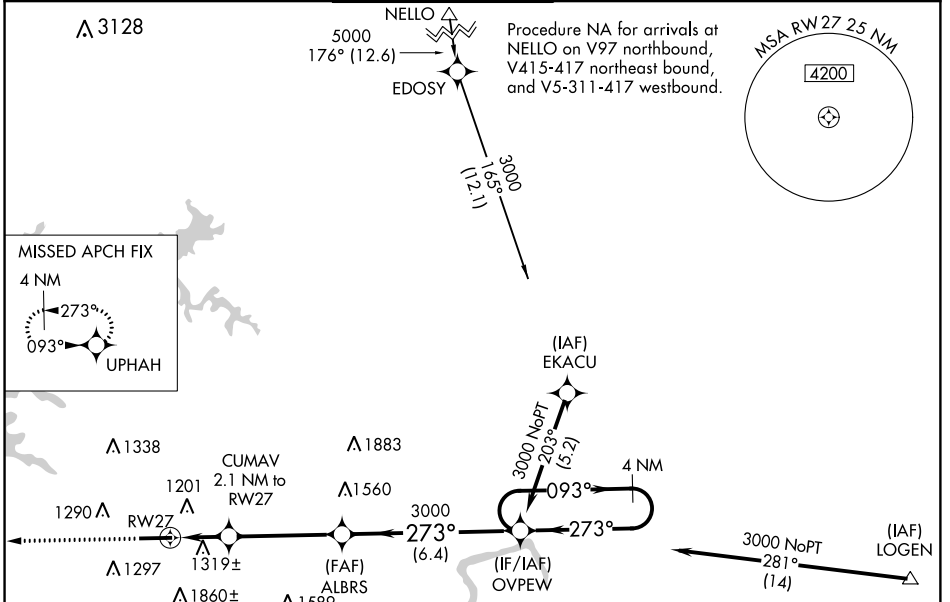 3128
NELLO
5000
176° (12.6)
EDOSY
Procedure NA for arrivals at
NELLO on V97 northbound,
V415-417 northeast bound,
and V5-311-417 westbound.
MSA RW27 25 NM
4200
3000
165°
(12.1)
MISSED APCH FIX
4 NM
273°
093°
UPHAH
(IAF)
EKACU
3000 NoPT
203°
(5.2)
4 NM
093°
273°
1338
1883
CUMAV
2.1 NM to
RW27
1201
1560
1290
RW27
3000
273°
(6.4)
(IF/IAF)
OVPEW
3000 NoPT
281°
(14)
(IAF)
LOGEN
1297
1319±
(FAF)
ALBRS
1860±